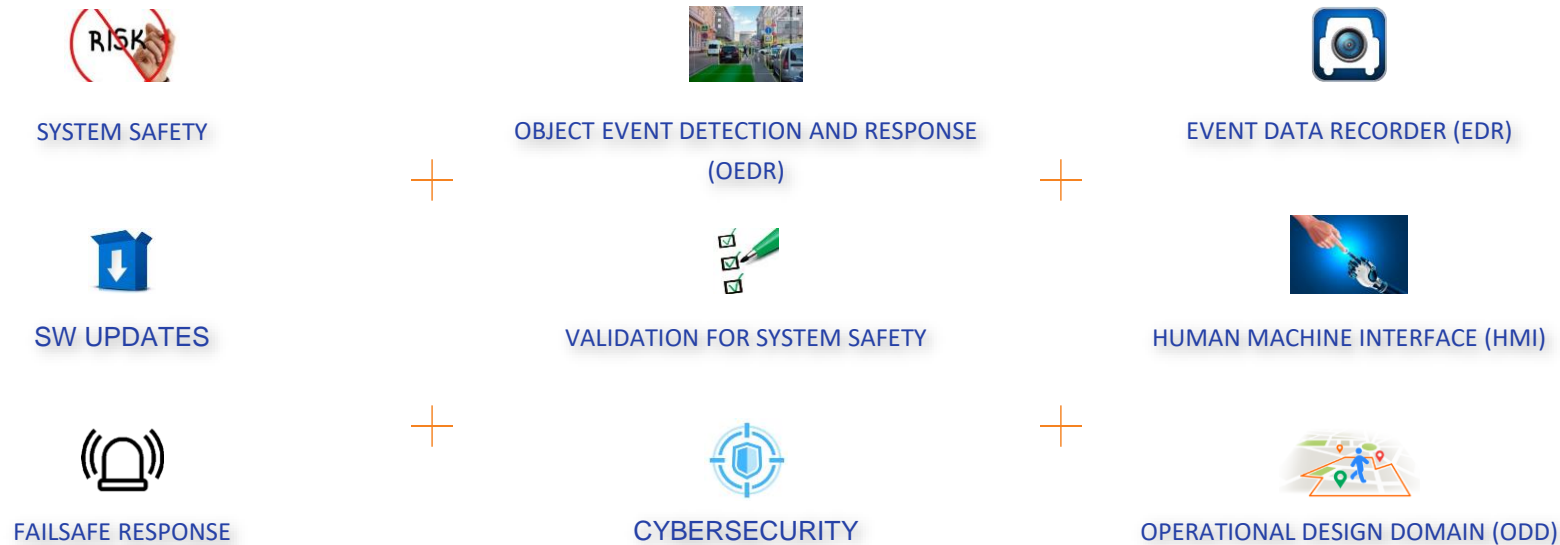 RISK
SYSTEM SAFETY
OBJECT EVENT DETECTION AND RESPONSE
(OEDR)
EVENT DATA RECORDER (EDR)
SW UPDATES
VALIDATION FOR SYSTEM SAFETY
HUMAN MACHINE INTERFACE (HMI)
FAILSAFE RESPONSE
CYBERSECURITY
OPERATIONAL DESIGN DOMAIN (ODD)